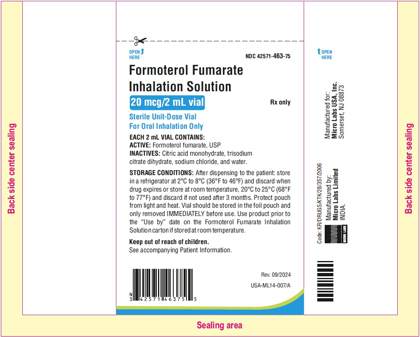 OPEN
HERE
NDC 42571-463-75
Formoterol Fumarate
Inhalation Solution
20 mcg/2 mL vial
Rx only
Sterile Unit-Dose Vial
For Oral Inhalation Only
EACH 2 mL VIAL CONTAINS:
ACTIVE: Formoterol fumarate, USP
INACTIVES: Citric acid monohydrate, trisodium
citrate dihydrate, sodium chloride, and water.
STORAGE CONDITIONS: After dispensing to the patient: store
in a refrigerator at 2°C to 8°C (36°F to 46°F) and discard when
drug expires or store at room temperature, 20°C to 25°C (68°F
to 77°F) and discard if not used after 3 months. Protect pouch
from light and heat. Vial should be stored in the foil pouch and
only removed IMMEDIATELY before use. Use product prior to
the "Use by" date on the Formoterol Fumarate Inhalation
Solution carton if stored at room temperature.
Keep out of reach of children.
See accompanying Patient Information.
Rev. 09/2024
USA-ML14-007/A
N
3
42571 46375
5
OPEN
HERE
Manufactured for:
Micro Labs USA, Inc.
Somerset, NJ 08873
Manufactured by:
Micro Labs Limited
INDIA.
Back side center sealing
Back side center sealing
Sealing area